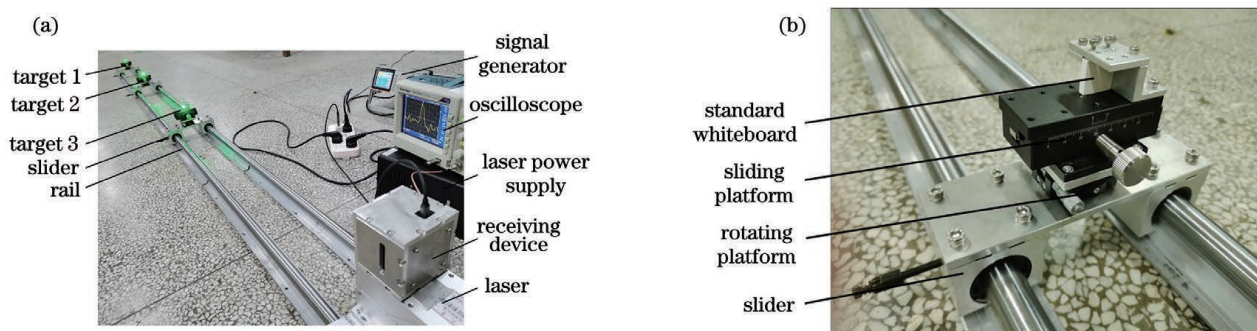 (a)
target 1
target 2
target 3
slider
rail
signal
generator
oscilloscope
laser power
supply
receiving
device
laser
(b)
standard
whiteboard
sliding
platform
rotating
platform
slider